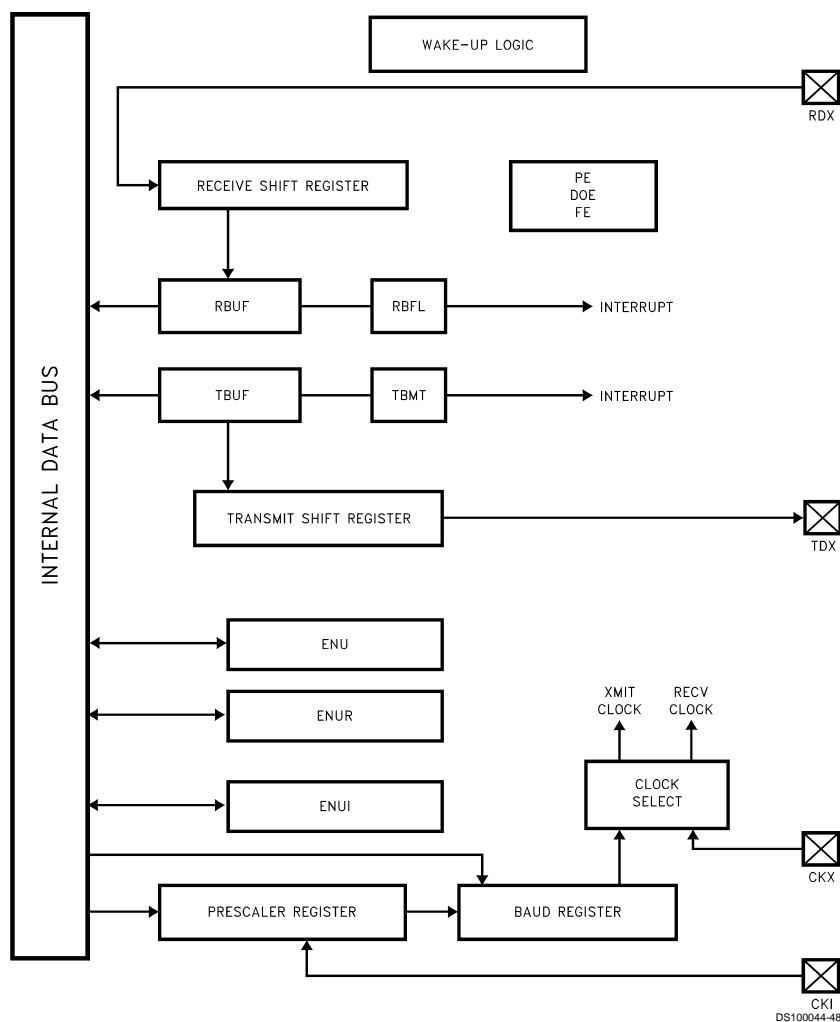 WAKE-UP LOGIC
RDX
RECEIVE SHIFT REGISTER
PE
DOE
FE
RBUF
RBFL
INTERRUPT
TBUF
TBMT
INTERRUPT
INTERNAL DATA BUS
TRANSMIT SHIFT REGISTER
TDX
ENU
XMIT
CLOCK
RECV
CLOCK
ENUR
CLOCK
SELECT
ENUI
CKX
PRESCALER REGISTER
BAUD REGISTER
CKI
DS100044-48